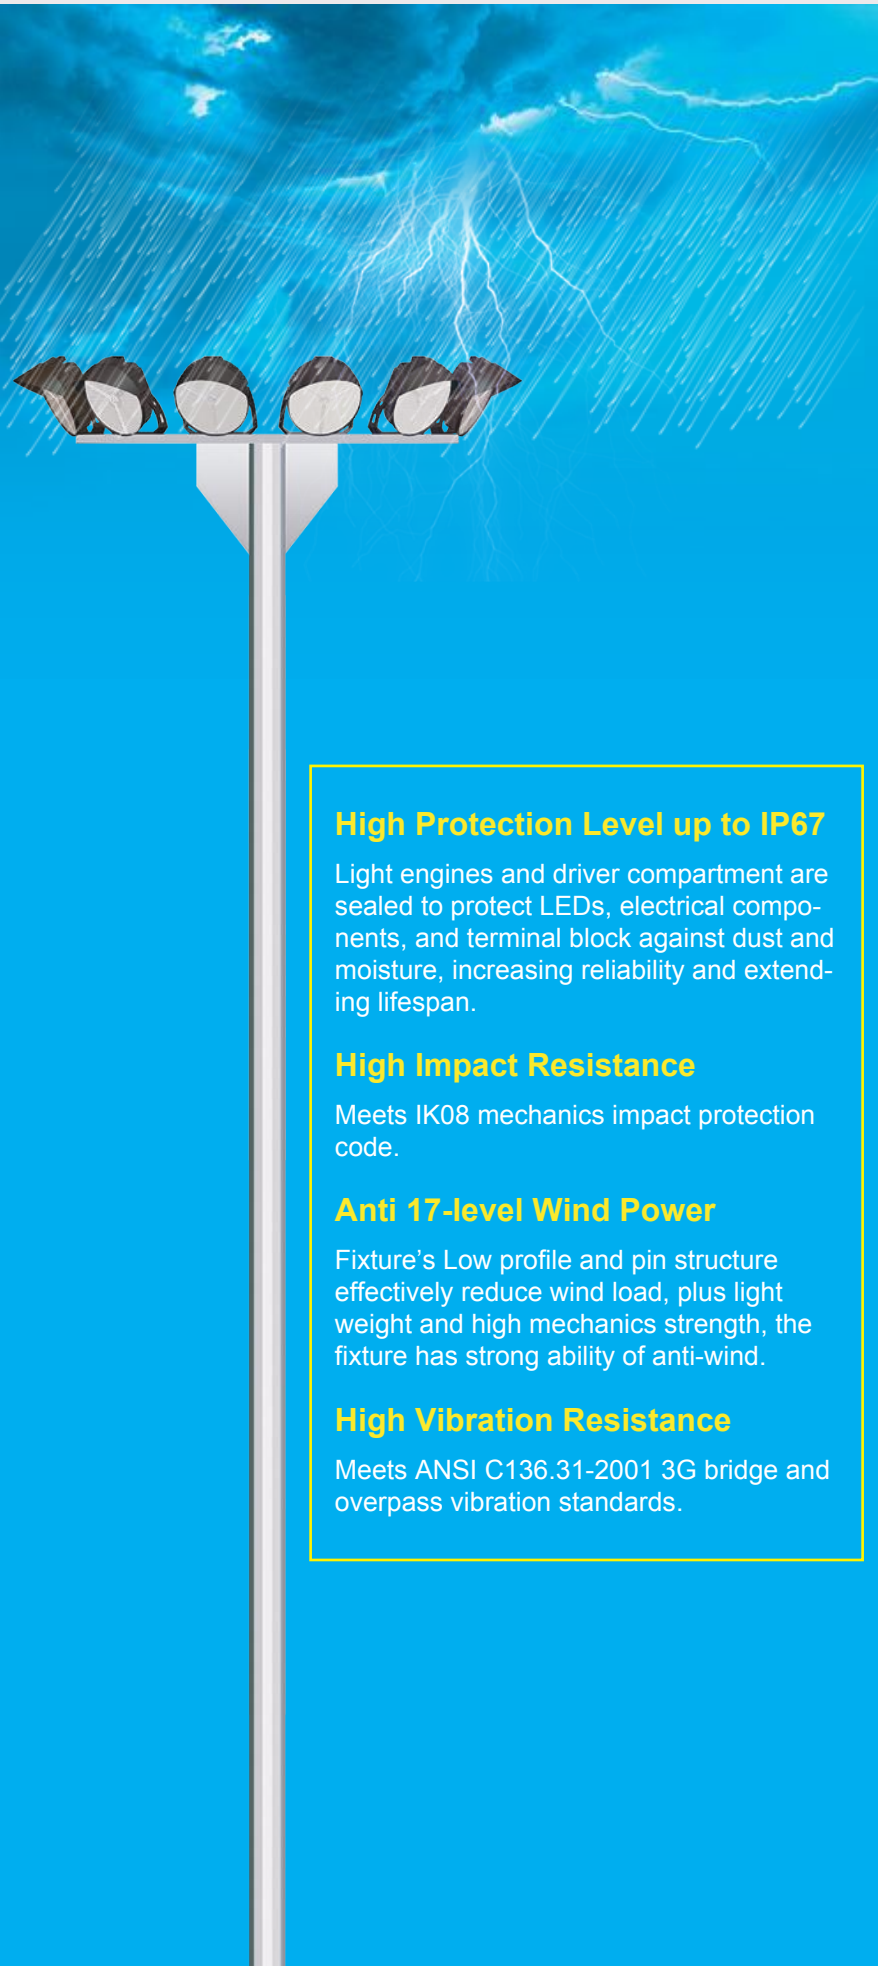 High Protection Level up to IP67
Light engines and driver compartment are
sealed to protect LEDs, electrical compo-
nents, and terminal block against dust and
moisture, increasing reliability and extend-
ing lifespan.
High Impact Resistance
Meets IK08 mechanics impact protection
code.
Anti 17-level Wind Power
Fixture's Low profile and pin structure
effectively reduce wind load, plus light
weight and high mechanics strength, the
fixture has strong ability of anti-wind.
High Vibration Resistance
Meets ANSI C136.31-2001 3G bridge and
overpass vibration standards.